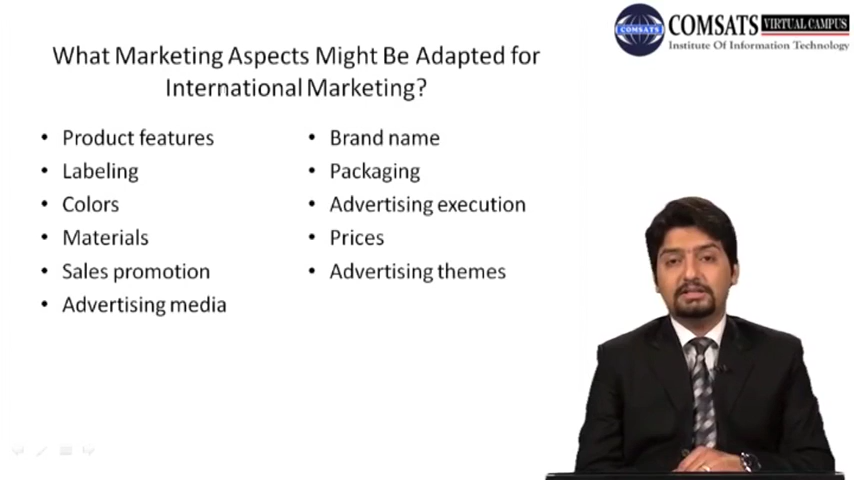 COMSATS
COMSATS VIRTUAL CAMPUS
Institute Of Information Technology
What Marketing Aspects Might Be Adapted for
International Marketing?
• Product features
• Labeling
• Colors
• Materials
• Sales promotion
• Advertising media
• Brand name
• Packaging
• Advertising execution
• Prices
• Advertising themes